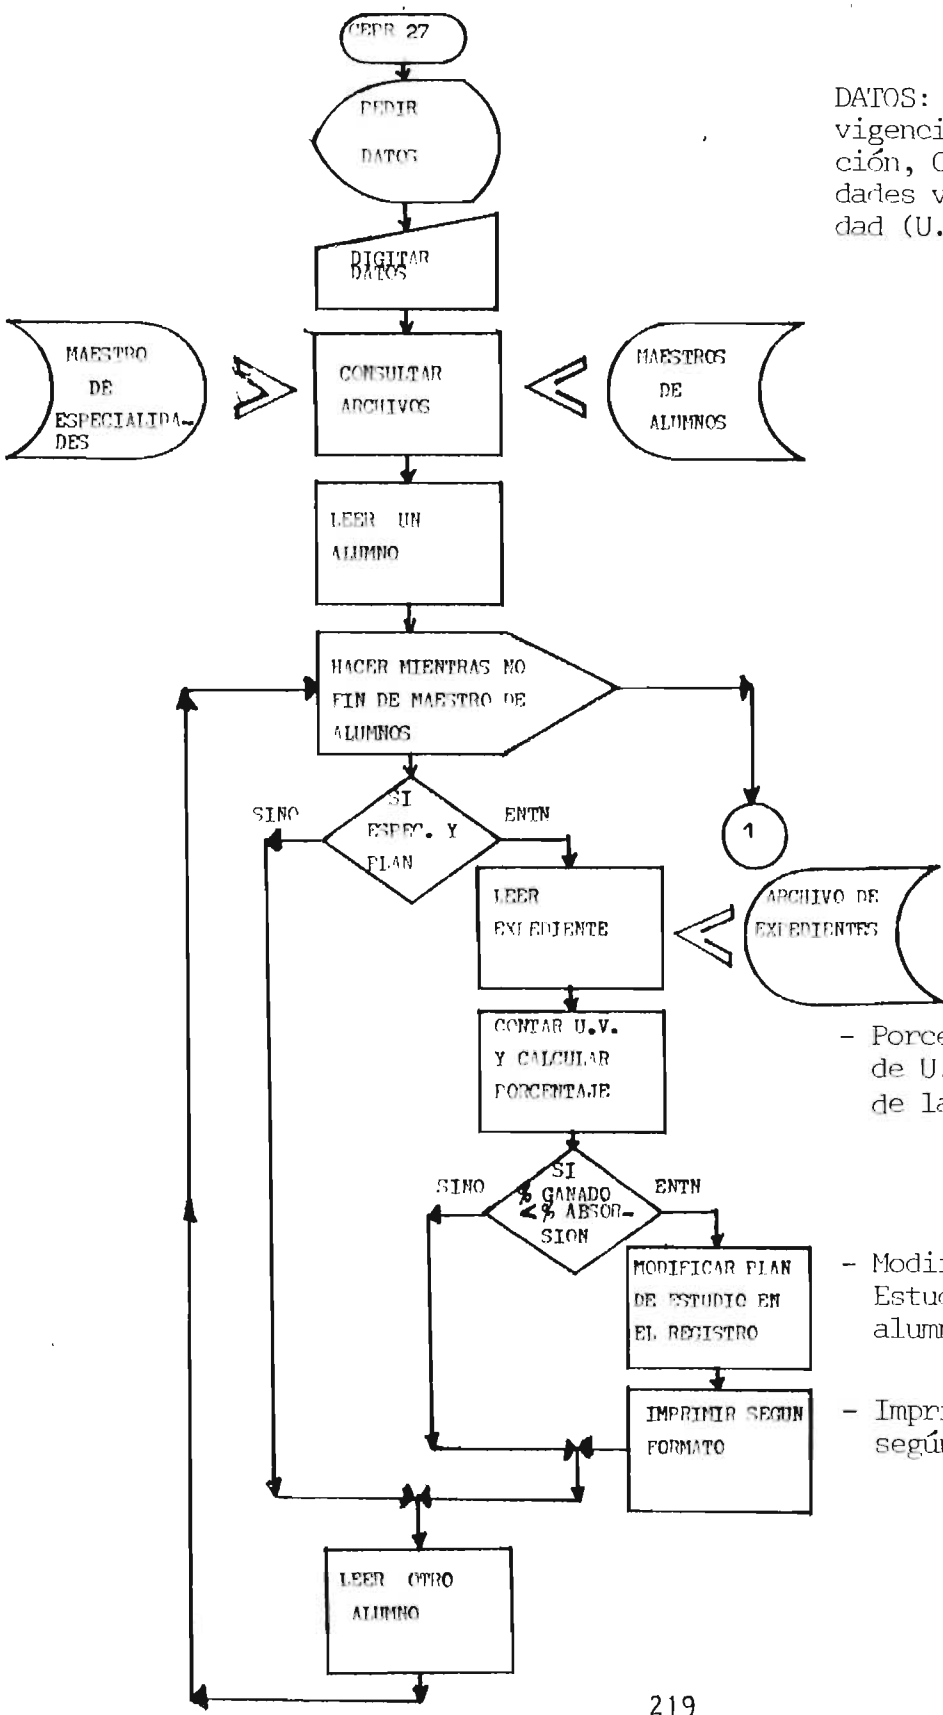 CEPR 27
PEDIR
DATOS
DATOS:
vigenci
ción, C
dades v
dad (U.
DIGITAR
DATOS
MAESTRO
DE
ESPECIALIDA-
DES
CONSULTAR
ARCHIVOS
MAESTROS
DE
ALUMNOS
LEER UN
ALUMNO
HACER MIENTRAS NO
FIN DE MAESTRO DE
ALUMNOS
SINO
SI
ESPEC. Y
PLAN
ENTN
1
LEER
EXPEDIENTE
ARCHIVO DE
EXPEDIENTES
CONTAR U.V.
Y CALCULAR
PORCENTAJE
- Porce
de U.
de la
SINO
SI
% GANADO
< % ABSOR-
SION
ENTN
MODIFICAR PLAN
DE ESTUDIO EN
EL REGISTRO
- Modif
Estud
alumn
IMPRIMIR SEGUN
FORMATO
- Impri
según
LEER OTRO
ALUMNO
219